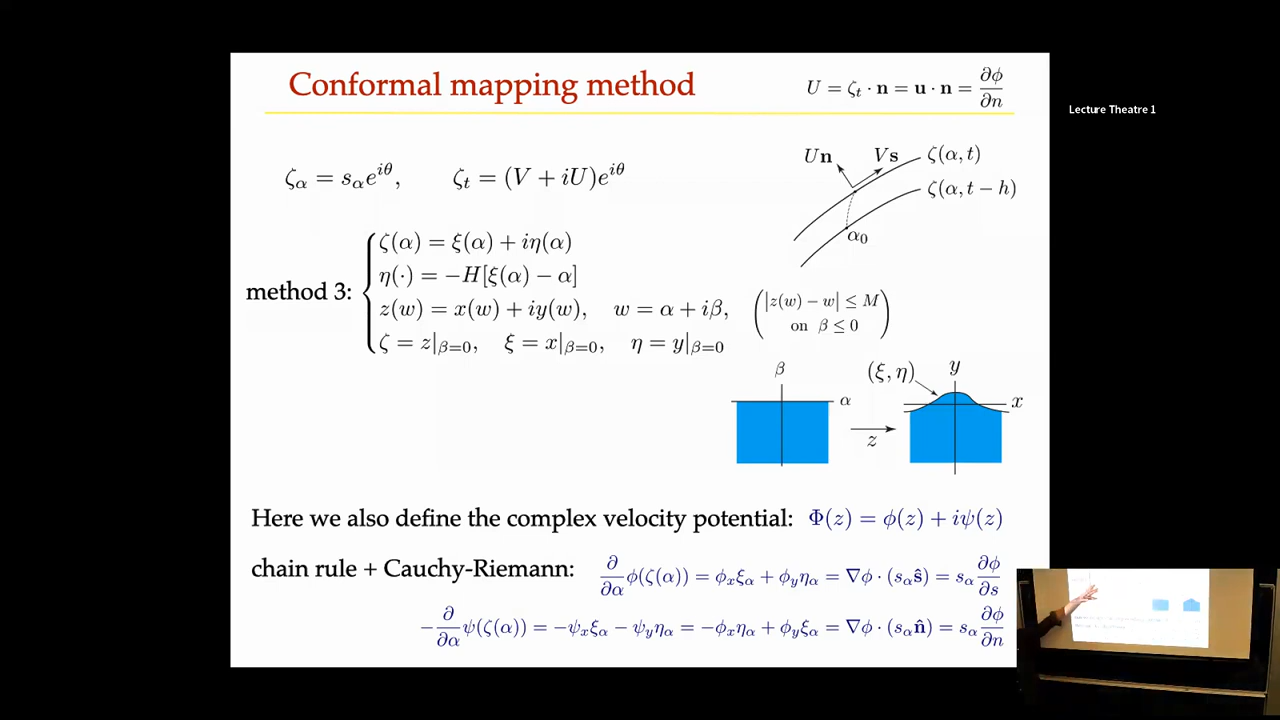 Conformal mapping method
U = ζ_t · n = u · n = ∂ϕ/∂n
Lecture Theatre 1
ζ_α = s_α e^{iθ},  ζ_t = (V + iU)e^{iθ}
Un
Vs
ζ(α, t)
ζ(α, t − h)
α_0
method 3:
ζ(α) = ξ(α) + iη(α)
η(·) = −H[ξ(α) − α]
z(w) = x(w) + iy(w),  w = α + iβ,
ζ = z|_{β=0},  ξ = x|_{β=0},  η = y|_{β=0}
|z(w) − w| ≤ M
on β ≤ 0
β
α
z
(ξ, η)
y
x
Here we also define the complex velocity potential: Φ(z) = ϕ(z) + iψ(z)
chain rule + Cauchy-Riemann: ∂/∂α ϕ(ζ(α)) = ϕ_x ξ_α + ϕ_y η_α = ∇ϕ · (s_α ŝ) = s_α ∂ϕ/∂s
−∂/∂α ψ(ζ(α)) = −ψ_x ξ_α − ψ_y η_α = −ϕ_x η_α + ϕ_y ξ_α = ∇ϕ · (s_α n̂) = s_α ∂ϕ/∂n